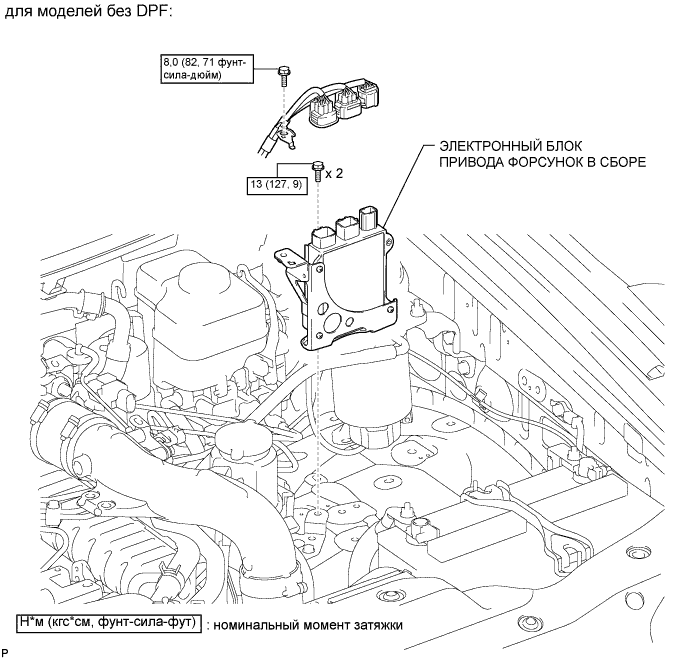 для моделей без DPF:
8,0 (82, 71 фунт-
сила-дюйм)
ЭЛЕКТРОННЫЙ БЛОК
ПРИВОДА ФОРСУНОК В СБОРЕ
x 2
13 (127, 9)
Н*м (кгс*см, фунт-сила-фут) : номинальный момент затяжки
P